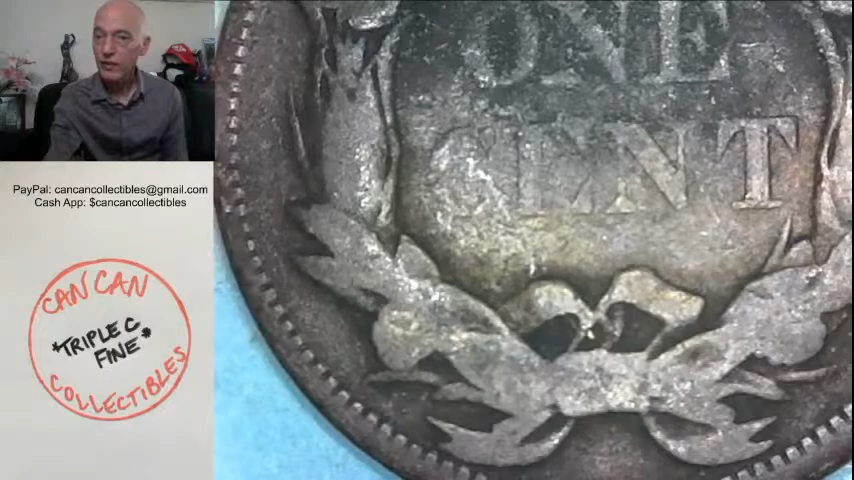 PayPal: cancancollectibles@gmail.com
Cash App: $cancancollectibles
CAN CAN
*TRIPLE C
FINE*
COLLECTIBLES
ONE
CENT